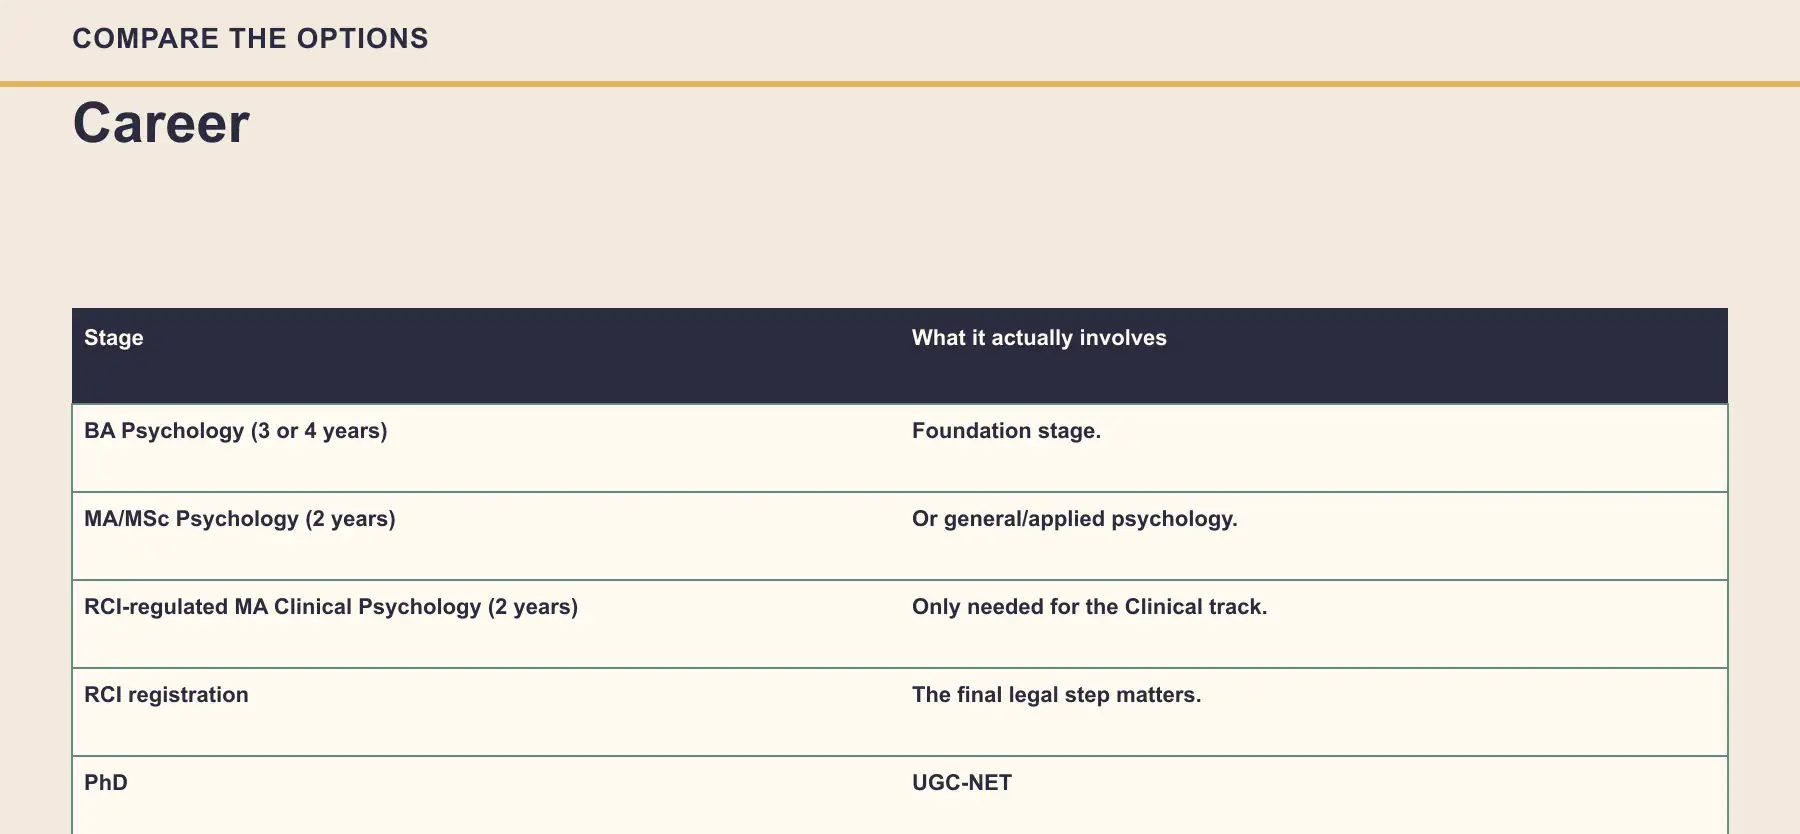 COMPARE THE OPTIONS
Career
Stage
What it actually involves
BA Psychology (3 or 4 years)
Foundation stage.
MA/MSc Psychology (2 years)
Or general/applied psychology.
RCI-regulated MA Clinical Psychology (2 years)
Only needed for the Clinical track.
RCI registration
The final legal step matters.
PhD
UGC-NET